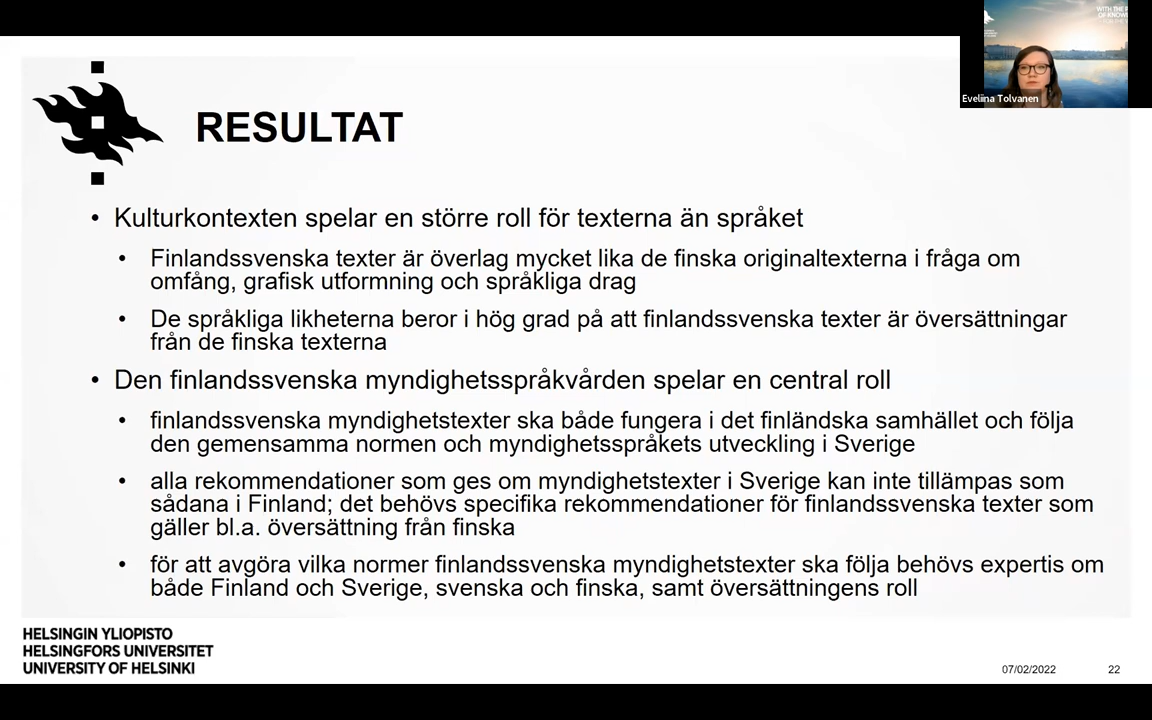 WITH THE P
OF KNOW
Eveliina Tolvanen
RESULTAT
• Kulturkontexten spelar en större roll för texterna än språket
• Finlandssvenska texter är överlag mycket lika de finska originaltexterna i fråga om
omfång, grafisk utformning och språkliga drag
• De språkliga likheterna beror i hög grad på att finlandssvenska texter är översättningar
från de finska texterna
• Den finlandssvenska myndighetsspråkvården spelar en central roll
• finlandssvenska myndighetstexter ska både fungera i det finländska samhället och följa
den gemensamma normen och myndighetsspråkets utveckling i Sverige
• alla rekommendationer som ges om myndighetstexter i Sverige kan inte tillämpas som
sådana i Finland; det behövs specifika rekommendationer för finlandssvenska texter som
gäller bl.a. översättning från finska
• för att avgöra vilka normer finlandssvenska myndighetstexter ska följa behövs expertis om
både Finland och Sverige, svenska och finska, samt översättningens roll
HELSINGIN YLIOPISTO
HELSINGFORS UNIVERSITET
UNIVERSITY OF HELSINKI
07/02/2022
22